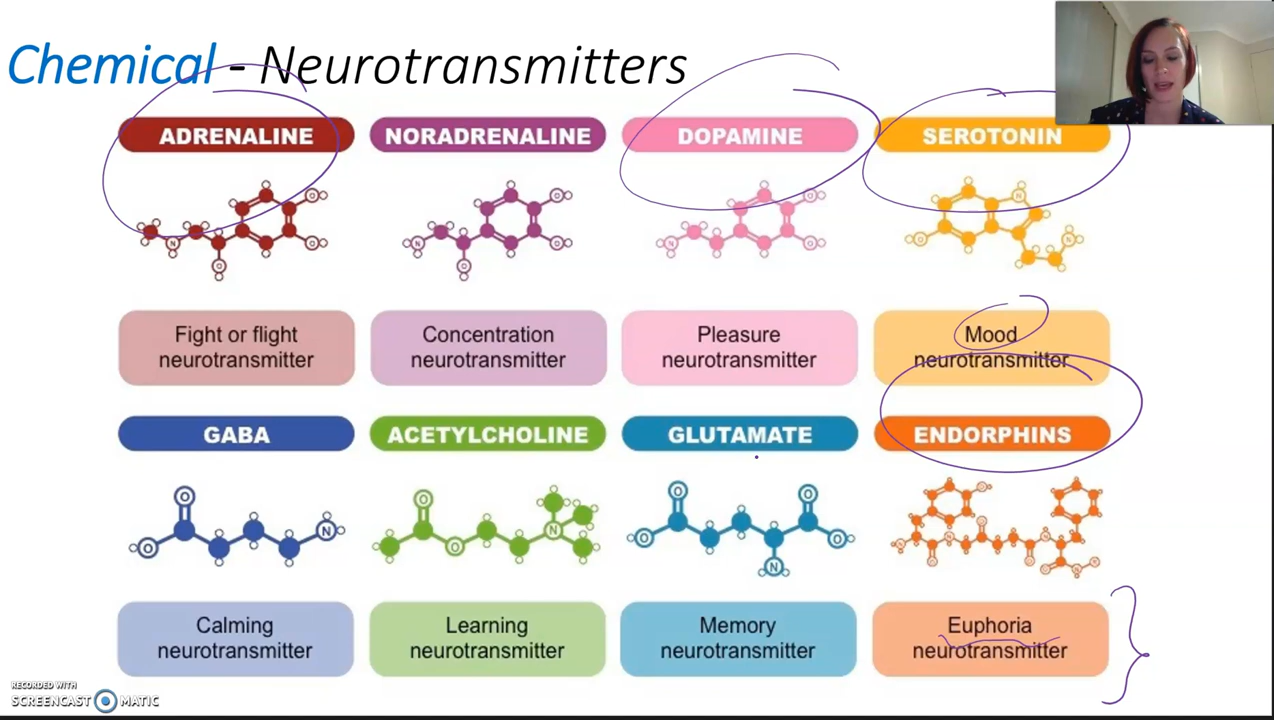 Chemical - Neurotransmitters
ADRENALINE
NORADRENALINE
DOPAMINE
SEROTONIN
Fight or flight
neurotransmitter
Concentration
neurotransmitter
Pleasure
neurotransmitter
Mood
neurotransmitter
GABA
ACETYLCHOLINE
GLUTAMATE
ENDORPHINS
Calming
neurotransmitter
Learning
neurotransmitter
Memory
neurotransmitter
Euphoria
neurotransmitter
RECORDED WITH
SCREENCAST MATIC